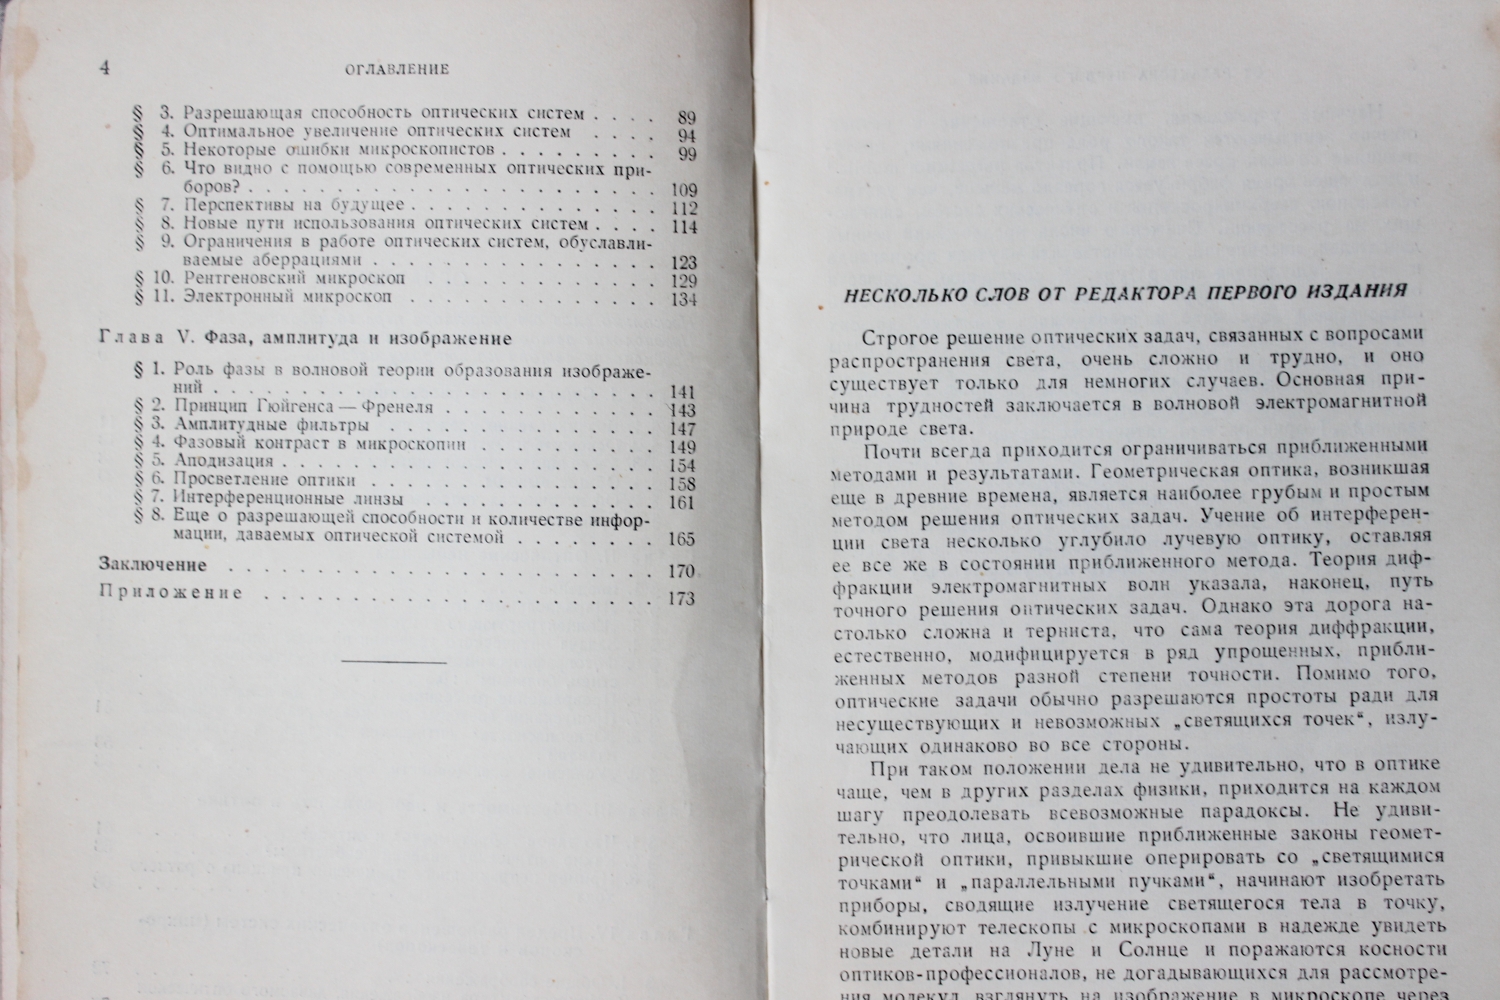 4
ОГЛАВЛЕНИЕ
§ 3. Разрешающая способность оптических систем . . . . 89
§ 4. Оптимальное увеличение оптических систем . . . . 94
§ 5. Некоторые ошибки микроскопистов . . . . . . . . . 99
§ 6. Что видно с помощью современных оптических при-
боров? . . . . . . . . . . . . . . . . . . . . . . 109
§ 7. Перспективы на будущее . . . . . . . . . . . . . . 112
§ 8. Новые пути использования оптических систем . . . . 114
§ 9. Ограничения в работе оптических систем, обуславли-
ваемые аберрациями . . . . . . . . . . . . . . . . 123
§ 10. Рентгеновский микроскоп . . . . . . . . . . . . . 129
§ 11. Электронный микроскоп . . . . . . . . . . . . . . 134
Глава V. Фаза, амплитуда и изображение
§ 1. Роль фазы в волновой теории образования изображе-
ний . . . . . . . . . . . . . . . . . . . . . . . . 141
§ 2. Принцип Гюйгенса — Френеля . . . . . . . . . . . . 143
§ 3. Амплитудные фильтры . . . . . . . . . . . . . . . 147
§ 4. Фазовый контраст в микроскопии . . . . . . . . . . 149
§ 5. Аподизация . . . . . . . . . . . . . . . . . . . . 154
§ 6. Просветление оптики . . . . . . . . . . . . . . . 158
§ 7. Интерференционные линзы . . . . . . . . . . . . . 161
§ 8. Еще о разрешающей способности и количестве инфор-
мации, даваемых оптической системой . . . . . . . . 165
Заключение . . . . . . . . . . . . . . . . . . . . . . . 170
Приложение . . . . . . . . . . . . . . . . . . . . . 173
НЕСКОЛЬКО СЛОВ ОТ РЕДАКТОРА ПЕРВОГО ИЗДАНИЯ
Строгое решение оптических задач, связанных с вопросами
распространения света, очень сложно и трудно, и оно
существует только для немногих случаев. Основная при-
чина трудностей заключается в волновой электромагнитной
природе света.
Почти всегда приходится ограничиваться приближенными
методами и результатами. Геометрическая оптика, возникшая
еще в древние времена, является наиболее грубым и простым
методом решения оптических задач. Учение об интерферен-
ции света несколько углубило лучевую оптику, оставляя
ее все же в состоянии приближенного метода. Теория диф-
фракции электромагнитных волн указала, наконец, путь
точного решения оптических задач. Однако эта дорога на-
столько сложна и терниста, что сама теория диффракции,
естественно, модифицируется в ряд упрощенных, прибли-
женных методов разной степени точности. Помимо того,
оптические задачи обычно разрешаются простоты ради для
несуществующих и невозможных „светящихся точек“, излу-
чающих одинаково во все стороны.
При таком положении дела не удивительно, что в оптике
чаще, чем в других разделах физики, приходится на каждом
шагу преодолевать всевозможные парадоксы. Не удиви-
тельно, что лица, освоившие приближенные законы геомет-
рической оптики, привыкшие оперировать со „светящимися
точками“ и „параллельными пучками“, начинают изобретать
приборы, сводящие излучение светящегося тела в точку,
комбинируют телескопы с микроскопами в надежде увидеть
новые детали на Луне и Солнце и поражаются косности
оптиков-профессионалов, не догадывающихся для рассмотре-
ния молекул взглянуть на изображение в микроскопе через